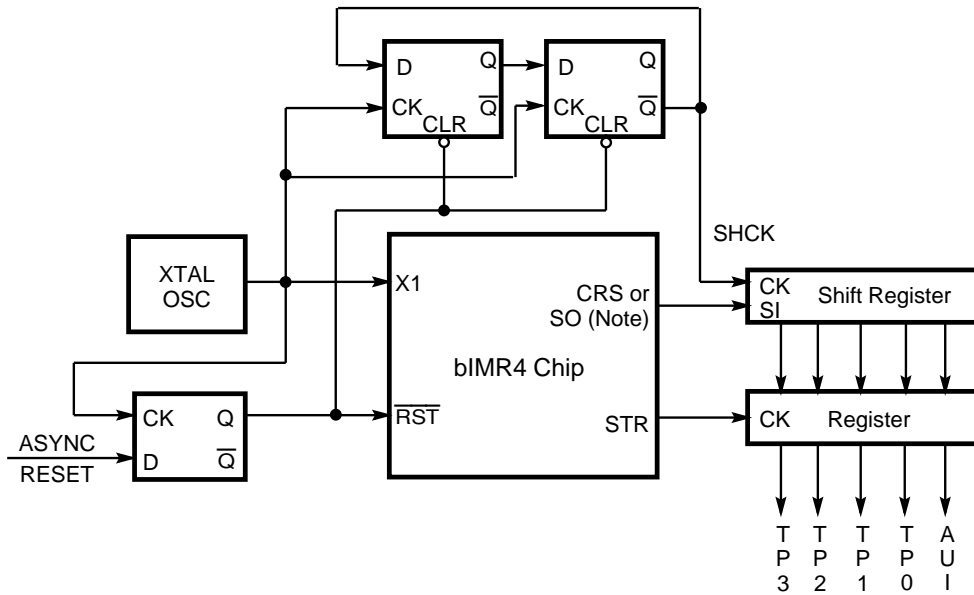 D
Q
CK
Q̅
CLR
D
Q
CK
Q̅
CLR
SHCK
XTAL
OSC
X1
CRS or
SO (Note)
CK
SI
Shift Register
bIMR4 Chip
CK
Q
R̅S̅T̅
STR
CK
Register
ASYNC
RESET
D
Q̅
T
P
3
T
P
2
T
P
1
T
P
0
A
U
I